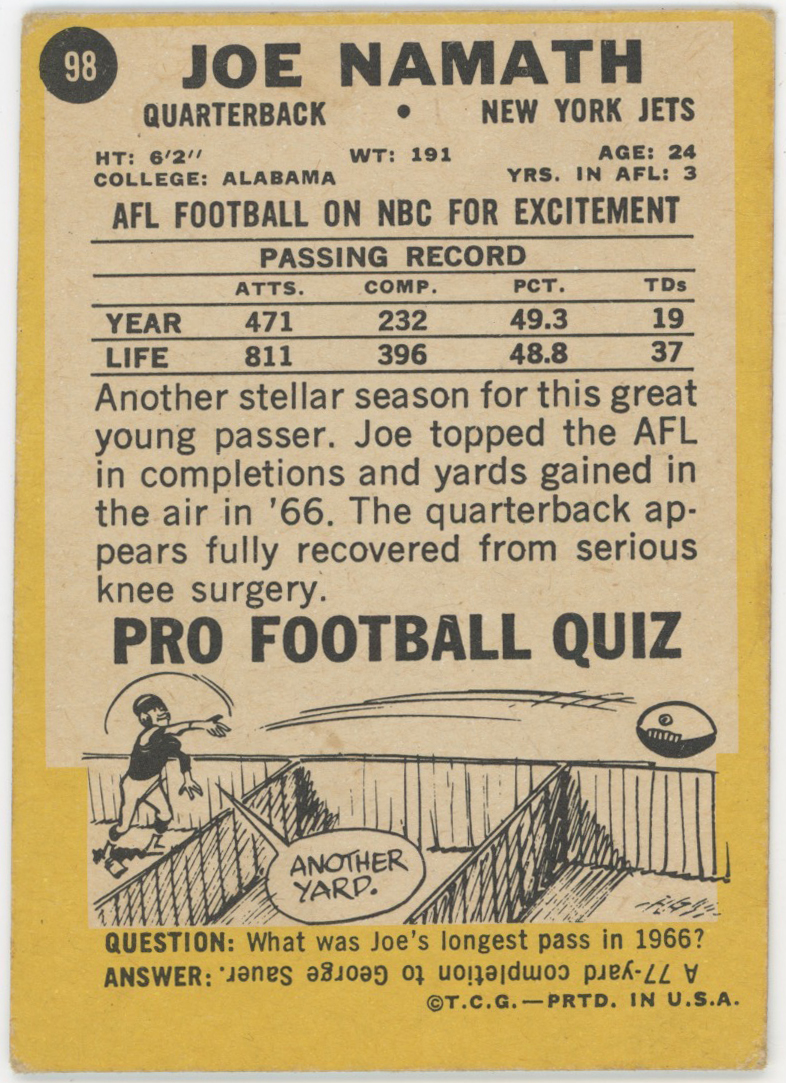 98
JOE NAMATH
QUARTERBACK • NEW YORK JETS
HT: 6'2" WT: 191 AGE: 24
COLLEGE: ALABAMA YRS. IN AFL: 3
AFL FOOTBALL ON NBC FOR EXCITEMENT
PASSING RECORD
ATTS. COMP. PCT. TDs
YEAR 471 232 49.3 19
LIFE 811 396 48.8 37
Another stellar season for this great
young passer. Joe topped the AFL
in completions and yards gained in
the air in '66. The quarterback ap-
pears fully recovered from serious
knee surgery.
PRO FOOTBALL QUIZ
ANOTHER
YARD.
QUESTION: What was Joe's longest pass in 1966?
ANSWER: A 77-yard completion to George Sauer.
©T.C.G.—PRTD. IN U.S.A.